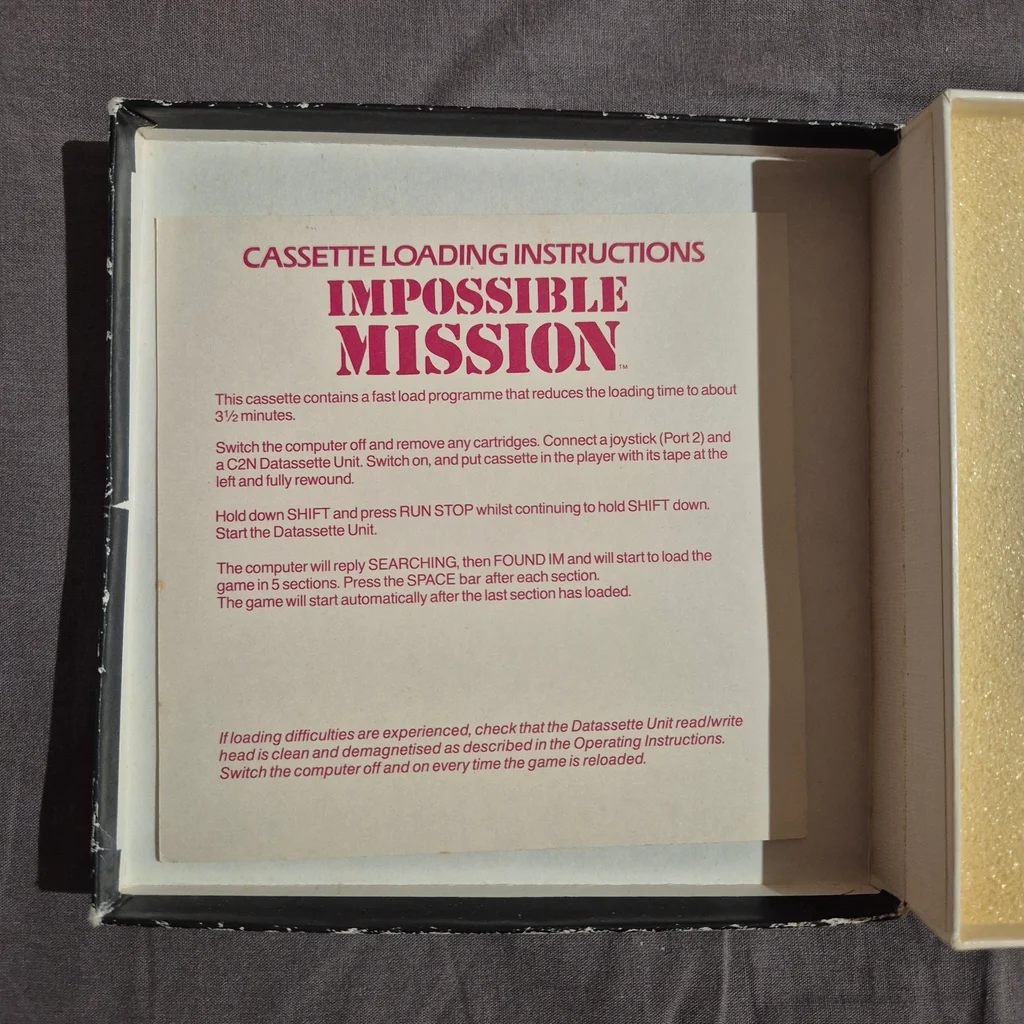 CASSETTE LOADING INSTRUCTIONS
IMPOSSIBLE
MISSION™
This cassette contains a fast load programme that reduces the loading time to about
3½ minutes.
Switch the computer off and remove any cartridges. Connect a joystick (Port 2) and
a C2N Datassette Unit. Switch on, and put cassette in the player with its tape at the
left and fully rewound.
Hold down SHIFT and press RUN STOP whilst continuing to hold SHIFT down.
Start the Datassette Unit.
The computer will reply SEARCHING, then FOUND IM and will start to load the
game in 5 sections. Press the SPACE bar after each section.
The game will start automatically after the last section has loaded.
If loading difficulties are experienced, check that the Datassette Unit read/write
head is clean and demagnetised as described in the Operating Instructions.
Switch the computer off and on every time the game is reloaded.